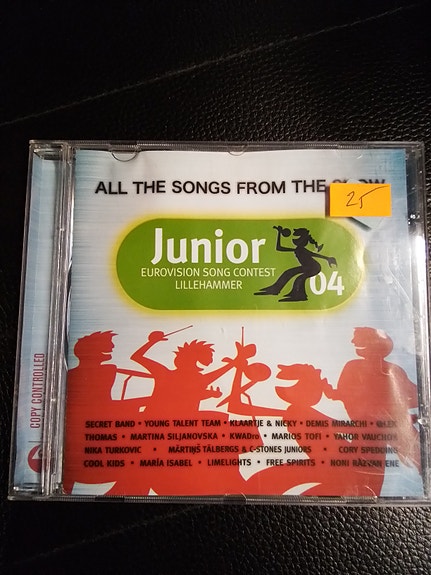 ALL THE SONGS FROM THE SHOW
25
Junior
EUROVISION SONG CONTEST
LILLEHAMMER 04
COPY CONTROLLED
SECRET BAND • YOUNG TALENT TEAM • KLAARTJE & NICKY • DEMIS MIRARCHI • @LEK
THOMAS • MARTINA SILJANOVSKA • KWADro • MARIOS TOFI • YAHOR VAUCHOK
NIKA TURKOVIC • MĀRTIŅŠ TĀLBERGS & C-STONES JUNIORS • CORY SPEDDING
COOL KIDS • MARÍA ISABEL • LIMELIGHTS • FREE SPIRITS • NONI RĂZVAN ENE